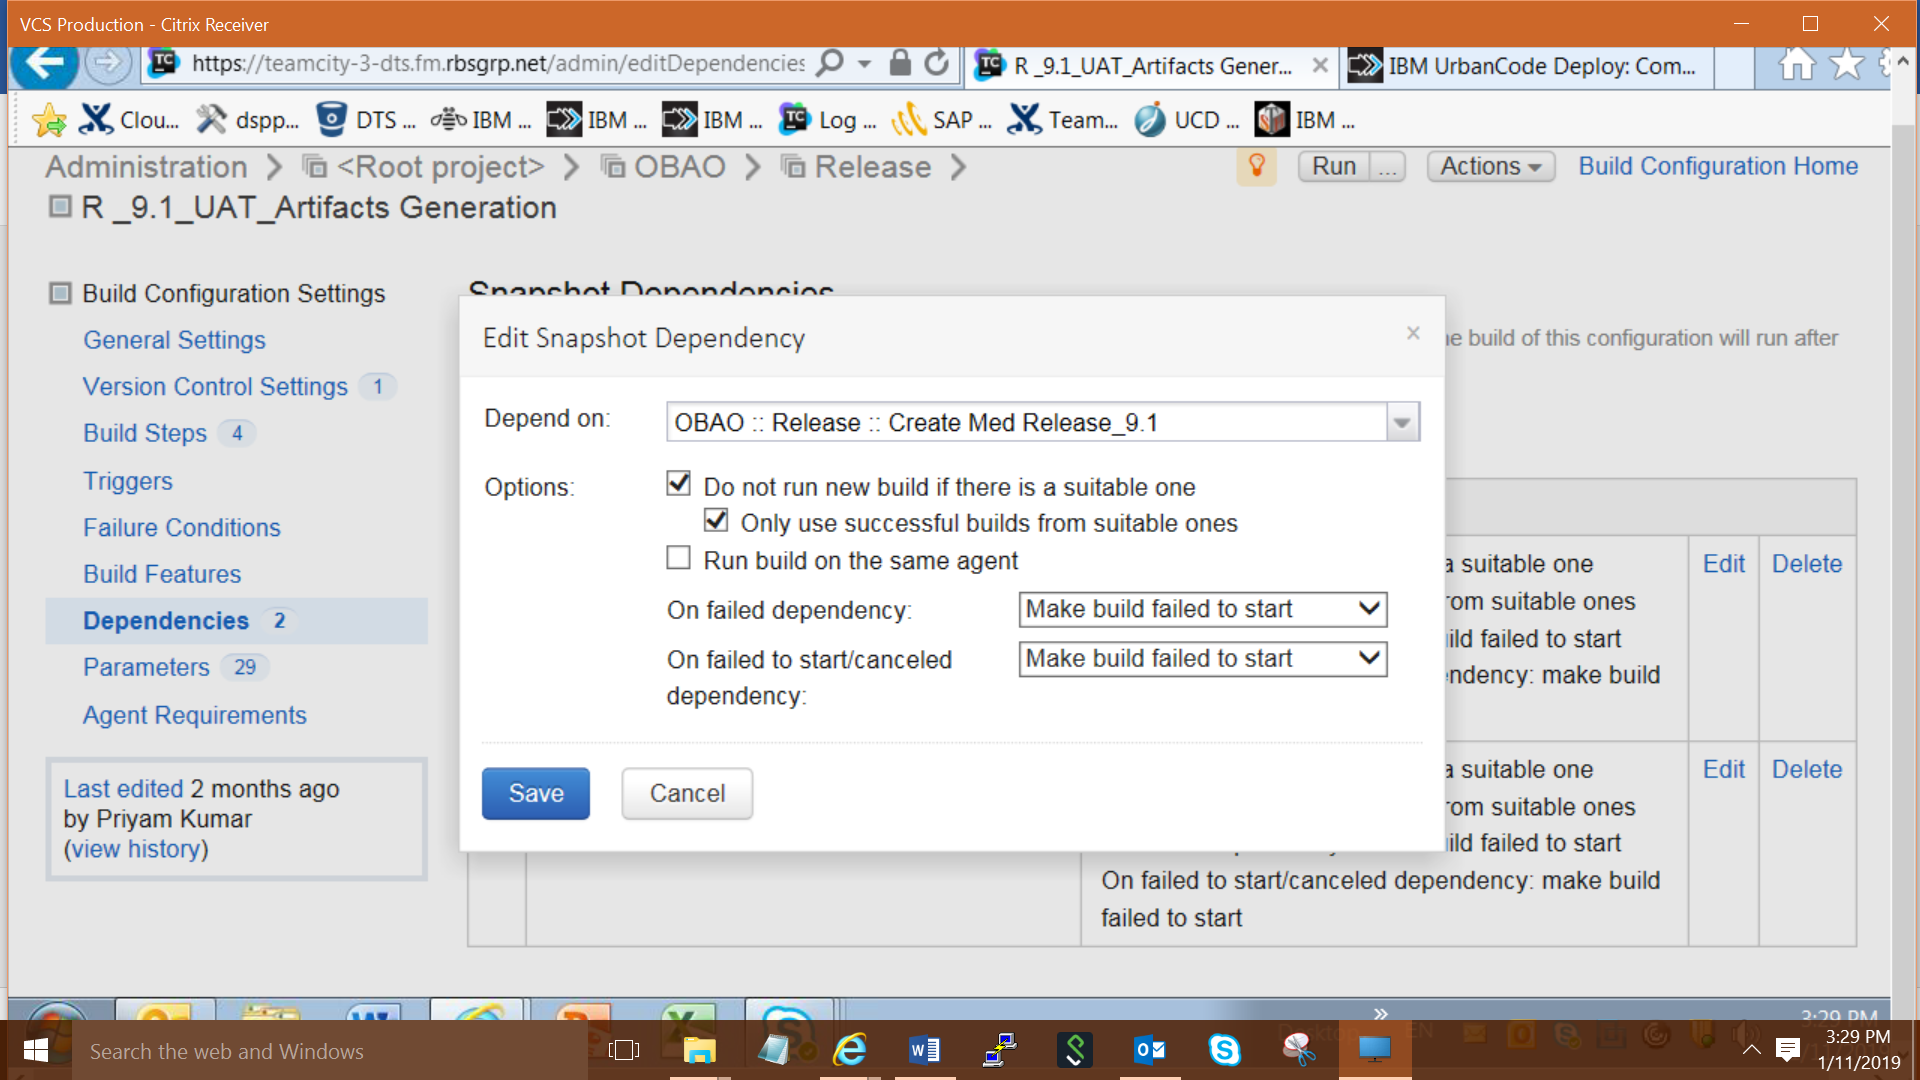 VCS Production - Citrix Receiver
https://teamcity-3-dts.fm.rbsgrp.net/admin/editDependencies
R _9.1_UAT_Artifacts Gener...
IBM UrbanCode Deploy: Com...
Clou... dspp... DTS ... IBM ... IBM ... IBM ... Log ... SAP ... Team... UCD ... IBM ...
Administration <Root project> OBAO Release
Run ... Actions Build Configuration Home
R _9.1_UAT_Artifacts Generation
Build Configuration Settings
General Settings
Version Control Settings 1
Build Steps 4
Triggers
Failure Conditions
Build Features
Dependencies 2
Parameters 29
Agent Requirements
Last edited 2 months ago
by Priyam Kumar
(view history)
Snapshot Dependencies
build of this configuration will run after
Edit Snapshot Dependency
Depend on: OBAO :: Release :: Create Med Release_9.1
Options: Do not run new build if there is a suitable one
Only use successful builds from suitable ones
Run build on the same agent
On failed dependency: Make build failed to start
On failed to start/canceled Make build failed to start
dependency:
Save Cancel
a suitable one Edit Delete
om suitable ones
ild failed to start
ndency: make build
a suitable one Edit Delete
om suitable ones
ild failed to start
On failed to start/canceled dependency: make build
failed to start
3:29 PM
EN
Search the web and Windows
3:29 PM
1/11/2019